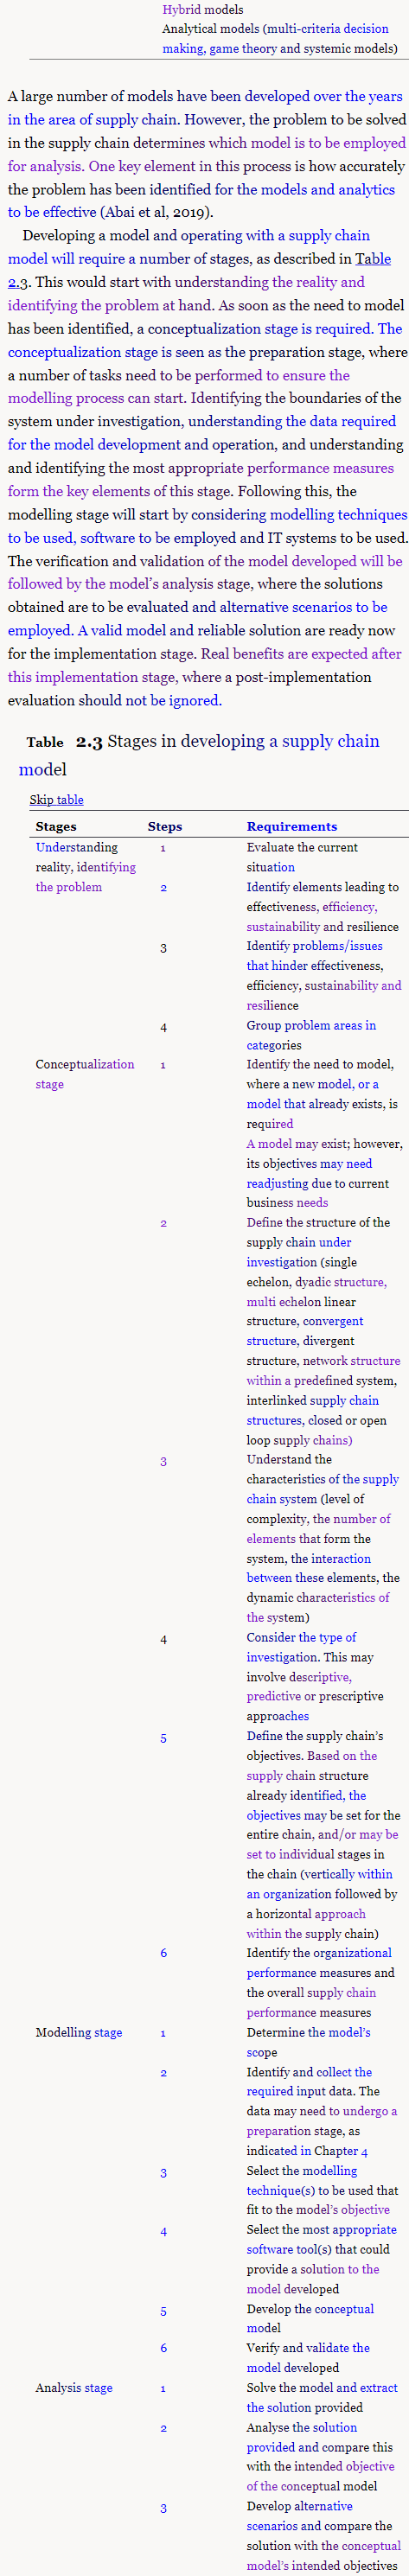 Hybrid models
Analytical models (multi-criteria decision
making, game theory and systemic models)
A large number of models have been developed over the years
in the area of supply chain. However, the problem to be solved
in the supply chain determines which model is to be employed
for analysis. One key element in this process is how accurately
the problem has been identified for the models and analytics
to be effective (Abai et al, 2019).
Developing a model and operating with a supply chain
model will require a number of stages, as described in Table
2.3. This would start with understanding the reality and
identifying the problem at hand. As soon as the need to model
has been identified, a conceptualization stage is required. The
conceptualization stage is seen as the preparation stage, where
a number of tasks need to be performed to ensure the
modelling process can start. Identifying the boundaries of the
system under investigation, understanding the data required
for the model development and operation, and understanding
and identifying the most appropriate performance measures
form the key elements of this stage. Following this, the
modelling stage will start by considering modelling techniques
to be used, software to be employed and IT systems to be used.
The verification and validation of the model developed will be
followed by the model's analysis stage, where the solutions
obtained are to be evaluated and alternative scenarios to be
employed. A valid model and reliable solution are ready now
for the implementation stage. Real benefits are expected after
this implementation stage, where a post-implementation
evaluation should not be ignored.
Table 2.3 Stages in developing a supply chain
model
Skip table
Stages Steps Requirements
Understanding 1 Evaluate the current
reality, identifying situation
the problem 2 Identify elements leading to
effectiveness, efficiency,
sustainability and resilience
3 Identify problems/issues
that hinder effectiveness,
efficiency, sustainability and
resilience
4 Group problem areas in
categories
Conceptualization 1 Identify the need to model,
stage where a new model, or a
model that already exists, is
required
A model may exist; however,
its objectives may need
readjusting due to current
business needs
2 Define the structure of the
supply chain under
investigation (single
echelon, dyadic structure,
multi echelon linear
structure, convergent
structure, divergent
structure, network structure
within a predefined system,
interlinked supply chain
structures, closed or open
loop supply chains)
3 Understand the
characteristics of the supply
chain system (level of
complexity, the number of
elements that form the
system, the interaction
between these elements, the
dynamic characteristics of
the system)
4 Consider the type of
investigation. This may
involve descriptive,
predictive or prescriptive
approaches
5 Define the supply chain's
objectives. Based on the
supply chain structure
already identified, the
objectives may be set for the
entire chain, and/or may be
set to individual stages in
the chain (vertically within
an organization followed by
a horizontal approach
within the supply chain)
6 Identify the organizational
performance measures and
the overall supply chain
performance measures
Modelling stage 1 Determine the model's
scope
2 Identify and collect the
required input data. The
data may need to undergo a
preparation stage, as
indicated in Chapter 4
3 Select the modelling
technique(s) to be used that
fit to the model's objective
4 Select the most appropriate
software tool(s) that could
provide a solution to the
model developed
5 Develop the conceptual
model
6 Verify and validate the
model developed
Analysis stage 1 Solve the model and extract
the solution provided
2 Analyse the solution
provided and compare this
with the intended objective
of the conceptual model
3 Develop alternative
scenarios and compare the
solution with the conceptual
model's intended objectives